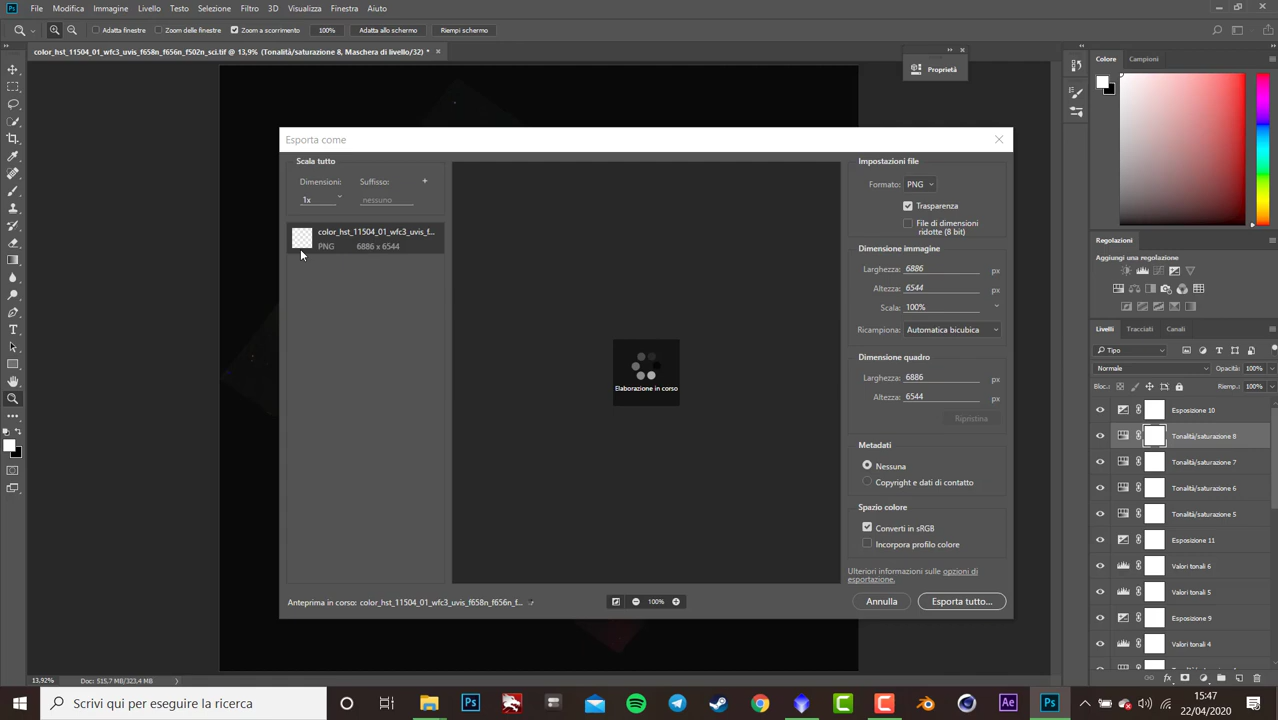 File Modifica Immagine Livello Testo Selezione Filtro 3D Visualizza Finestra Aiuto
Adatta finestre Zoom delle finestre Zoom a scorrimento 100% Adatta allo schermo Riempi schermo
color_hst_11504_01_wfc3_uvis_f658n_f656n_f502n_sci.tif @ 13,9% (Tonalità/saturazione 8, Maschera di livello/32) *
Proprietà
Colore Campioni
Esporta come
Scala tutto
Dimensioni: Suffisso:
1x nessuno
color_hst_11504_01_wfc3_uvis_f...
PNG 6886 x 6544
Elaborazione in corso
Impostazioni file
Formato: PNG
Trasparenza
File di dimensioni
ridotte (8 bit)
Dimensione immagine
Larghezza: 6886 px
Altezza: 6544 px
Scala: 100%
Ricampiona: Automatica bicubica
Dimensione quadro
Larghezza: 6886
Altezza: 6544
Ripristina
Metadati
Nessuna
Copyright e dati di contatto
Spazio colore
Converti in sRGB
Incorpora profilo colore
Ulteriori informazioni sulle opzioni di
esportazione.
Anteprima in corso: color_hst_11504_01_wfc3_uvis_f658n_f656n_f...
100%
Annulla Esporta tutto...
Regolazioni
Aggiungi una regolazione
Livelli Tracciati Canali
Tipo
Normale Opacità: 100%
Bloc.: Riemp.: 100%
Esposizione 10
Tonalità/saturazione 8
Tonalità/saturazione 7
Tonalità/saturazione 6
Tonalità/saturazione 5
Esposizione 11
Valori tonali 6
Valori tonali 5
Esposizione 9
Valori tonali 4
13,92% Doc: 515,7 MB/323,4 MB
Scrivi qui per eseguire la ricerca
15:47
22/04/2020